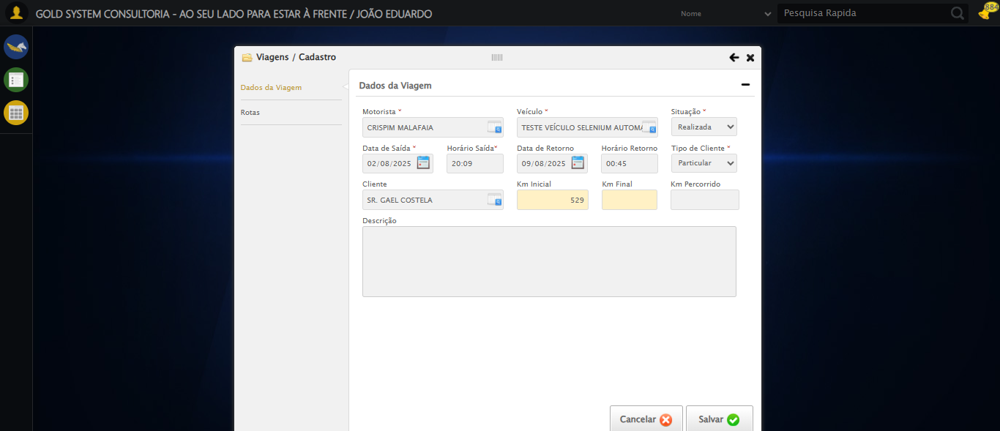 GOLD SYSTEM CONSULTORIA - AO SEU LADO PARA ESTAR À FRENTE / JOÃO EDUARDO
Nome
Pesquisa Rapida
884
Viagens / Cadastro
Dados da Viagem
Rotas
Dados da Viagem
Motorista * Veículo * Situação *
CRISPIM MALAFAIA TESTE VEÍCULO SELENIUM AUTOMA Realizada
Data de Saída * Horário Saída* Data de Retorno Horário Retorno Tipo de Cliente *
02/08/2025 20:09 09/08/2025 00:45 Particular
Cliente Km Inicial Km Final Km Percorrido
SR. GAEL COSTELA 529
Descrição
Cancelar Salvar